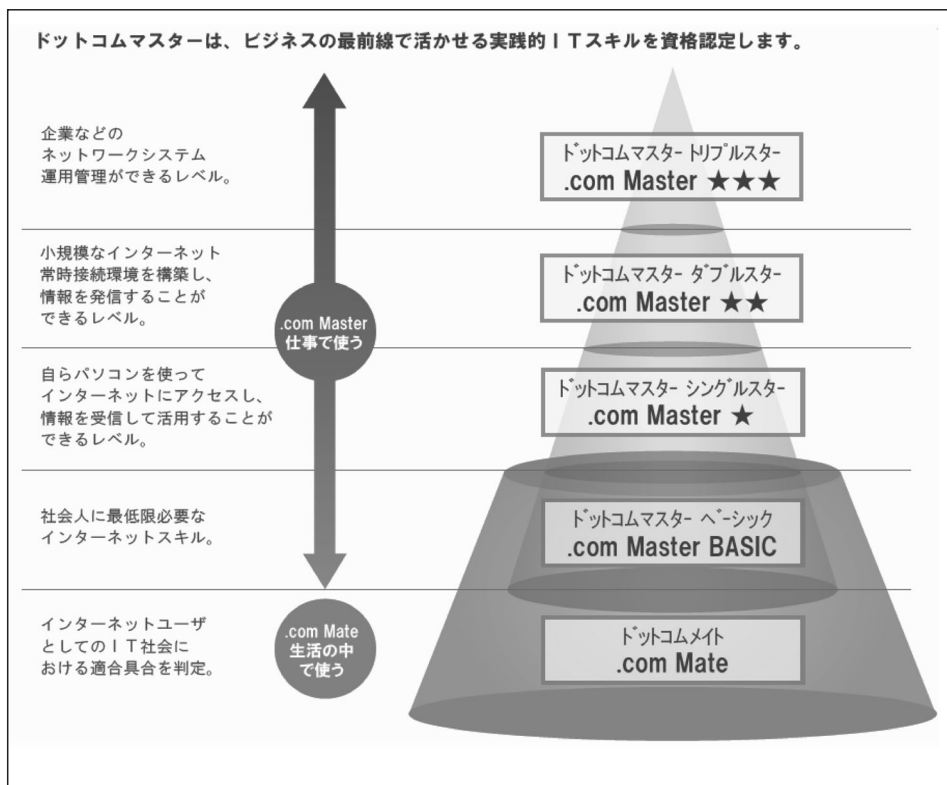 ドットコムマスターは、ビジネスの最前線で活かせる実践的ITスキルを資格認定します。
企業などの
ネットワークシステム
運用管理ができるレベル。
ドットコムマスター トリプルスター
.com Master ★★★
小規模なインターネット
常時接続環境を構築し、
情報を発信することが
できるレベル。
ドットコムマスター ダブルスター
.com Master ★★
.com Master
仕事で使う
自らパソコンを使って
インターネットにアクセスし、
情報を受信して活用することが
できるレベル。
ドットコムマスター シングルスター
.com Master ★
社会人に最低限必要な
インターネットスキル。
ドットコムマスター ベーシック
.com Master BASIC
インターネットユーザ
としてのIT社会に
おける適合具合を判定。
.com Mate
生活の中
で使う
ドットコムメイト
.com Mate